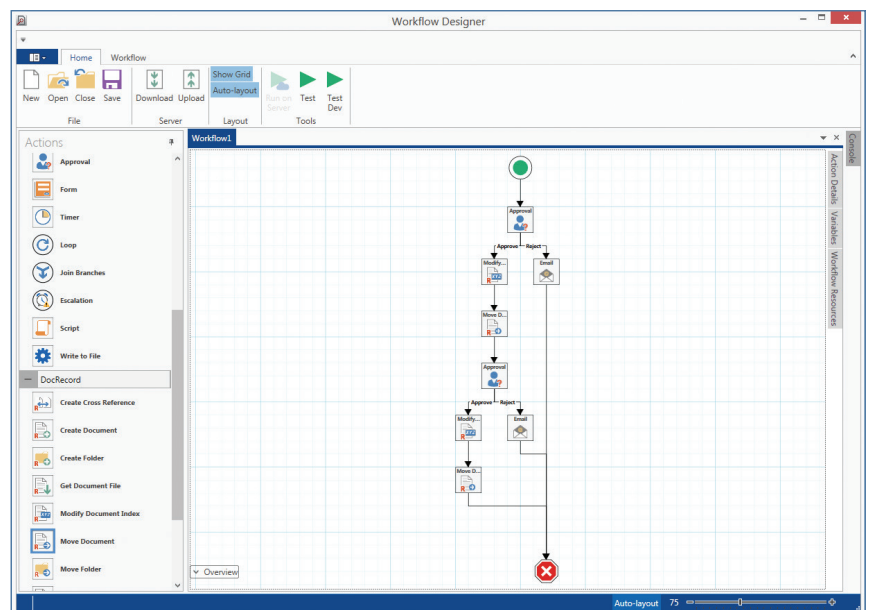 Workflow Designer
Home Workflow
New Open Close Save Download Upload Show Grid Auto-layout Run on Server Test Test Dev
File Server Layout Tools
Actions
Approval
Form
Timer
Loop
Join Branches
Escalation
Script
Write to File
DocRecord
Create Cross Reference
Create Document
Create Folder
Get Document File
Modify Document Index
Move Document
Move Folder
Workflow1
Approval
Approve Reject
Modify... Email
Move D...
Approval
Approve Reject
Modify... Email
Move D...
Overview
Console
Action Details
Variables
Workflow Resources
Auto-layout 75